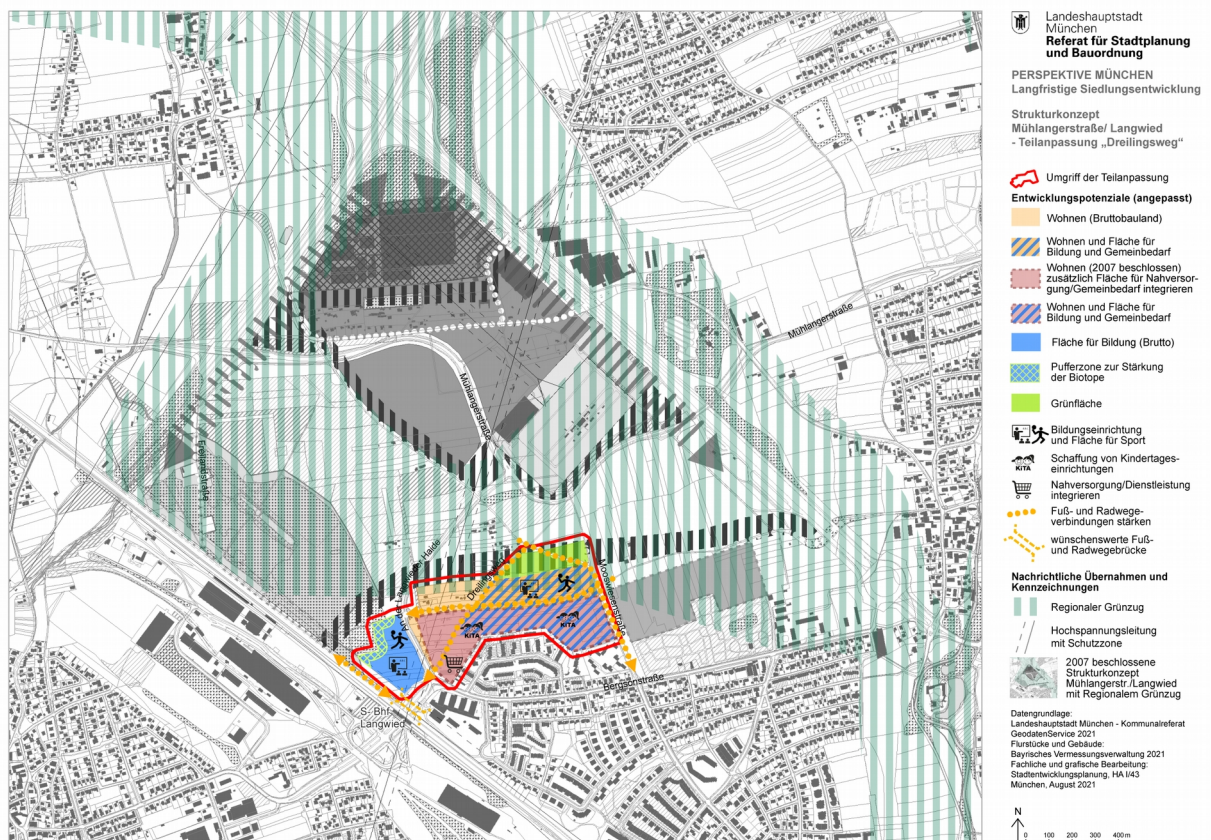 Landeshauptstadt
München
Referat für Stadtplanung
und Bauordnung
PERSPEKTIVE MÜNCHEN
Langfristige Siedlungsentwicklung
Strukturkonzept
Mühlangerstraße/ Langwied
- Teilanpassung „Dreilingsweg“
Umgriff der Teilanpassung
Entwicklungspotenziale (angepasst)
Wohnen (Bruttobauland)
Wohnen und Fläche für
Bildung und Gemeinbedarf
Wohnen (2007 beschlossen)
zusätzlich Fläche für Nahversor-
gung/Gemeinbedarf integrieren
Wohnen und Fläche für
Bildung und Gemeinbedarf
Fläche für Bildung (Brutto)
Pufferzone zur Stärkung
der Biotope
Grünfläche
Bildungseinrichtung
und Fläche für Sport
KITA
Schaffung von Kindertages-
einrichtungen
Nahversorgung/Dienstleistung
integrieren
Fuß- und Radwege-
verbindungen stärken
wünschenswerte Fuß-
und Radwegebrücke
Nachrichtliche Übernahmen und
Kennzeichnungen
Regionaler Grünzug
Hochspannungsleitung
mit Schutzzone
2007 beschlossene
Strukturkonzept
Mühlangerstr./Langwied
mit Regionalem Grünzug
Datengrundlage:
Landeshauptstadt München - Kommunalreferat
GeodatenService 2021
Flurstücke und Gebäude:
Bayrisches Vermessungsverwaltung 2021
Fachliche und grafische Bearbeitung:
Stadtentwicklungsplanung, HA I/43
München, August 2021
N
0 100 200 300 400 m
Mühlangerstraße
Mühlangerstraße
An der Langwieder Haide
Mooswiesenstraße
KITA
KITA
Bergsonstraße
S- Bhf
Langwied